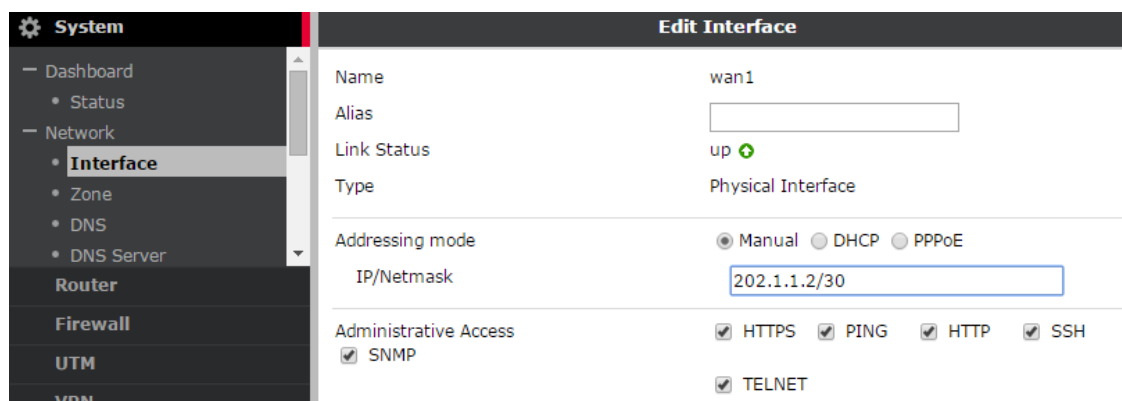 System
Edit Interface
Dashboard
Status
Network
Interface
Zone
DNS
DNS Server
Router
Firewall
UTM
VPN
Name wan1
Alias
Link Status up
Type Physical Interface
Addressing mode Manual DHCP PPPoE
IP/Netmask 202.1.1.2/30
Administrative Access HTTPS PING HTTP SSH
SNMP
TELNET